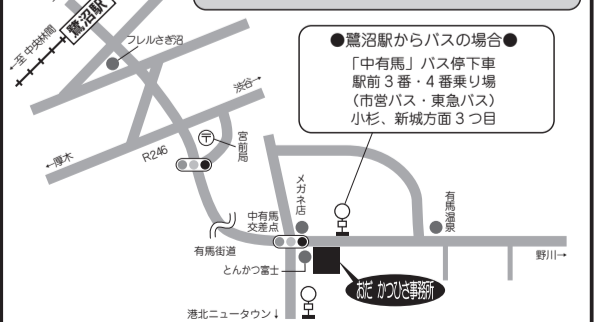 鷺沼駅
←至 中央林間
フレルさぎ沼
●鷺沼駅からバスの場合●
「中有馬」バス停下車
駅前3番・4番乗り場
(市営バス・東急バス)
小杉、新城方面3つ目
渋谷→
←厚木
R246
〒
宮前局
メガネ店
中有馬
交差点
有馬温泉
有馬街道
野川→
とんかつ富士
おだ かつひさ事務所
港北ニュータウン↓